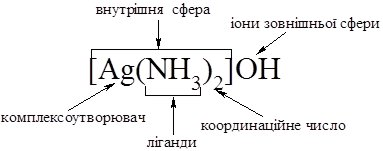 внутрішня сфера
іони зовнішньої сфери
[Ag(NH₃)₂]OH
комплексоутворювач
координаційне число
ліганди